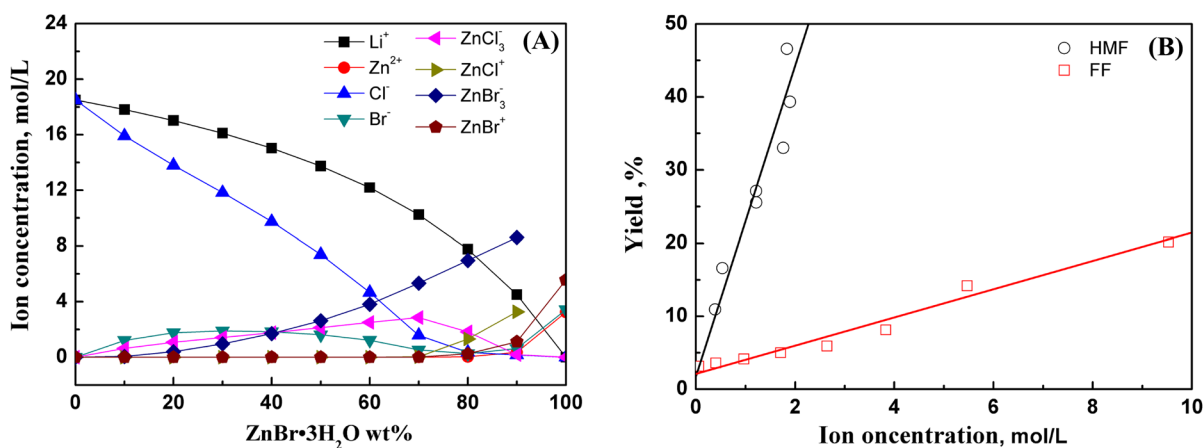 24
20
16
12
8
4
0
Ion concentration, mol/L
0 20 40 60 80 100
ZnBr•3H₂O wt%
(A)
Li⁺
Zn²⁺
Cl⁻
Br⁻
ZnCl₃⁻
ZnCl⁺
ZnBr₃⁻
ZnBr⁺
50
40
30
20
10
0
Yield ,%
0 2 4 6 8 10
Ion oncentration, mol/L
HMF
FF
(B)